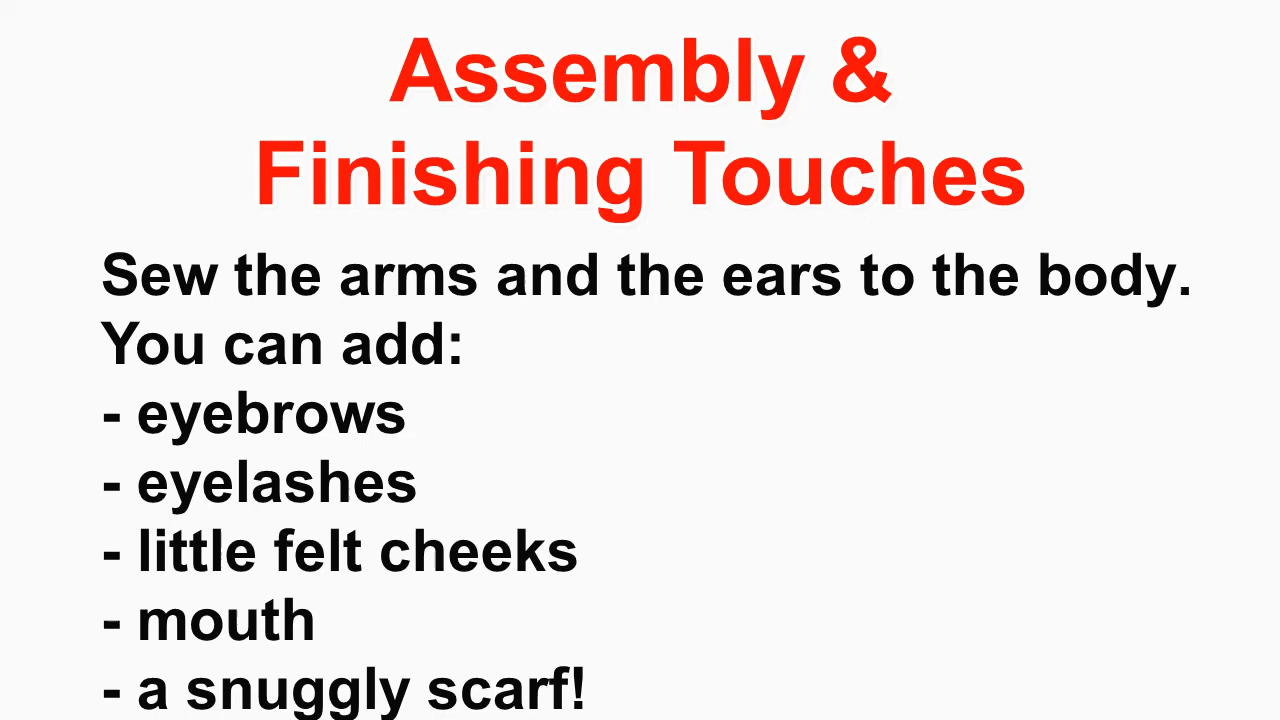 Assembly &
Finishing Touches
Sew the arms and the ears to the body.
You can add:
- eyebrows
- eyelashes
- little felt cheeks
- mouth
- a snuggly scarf!